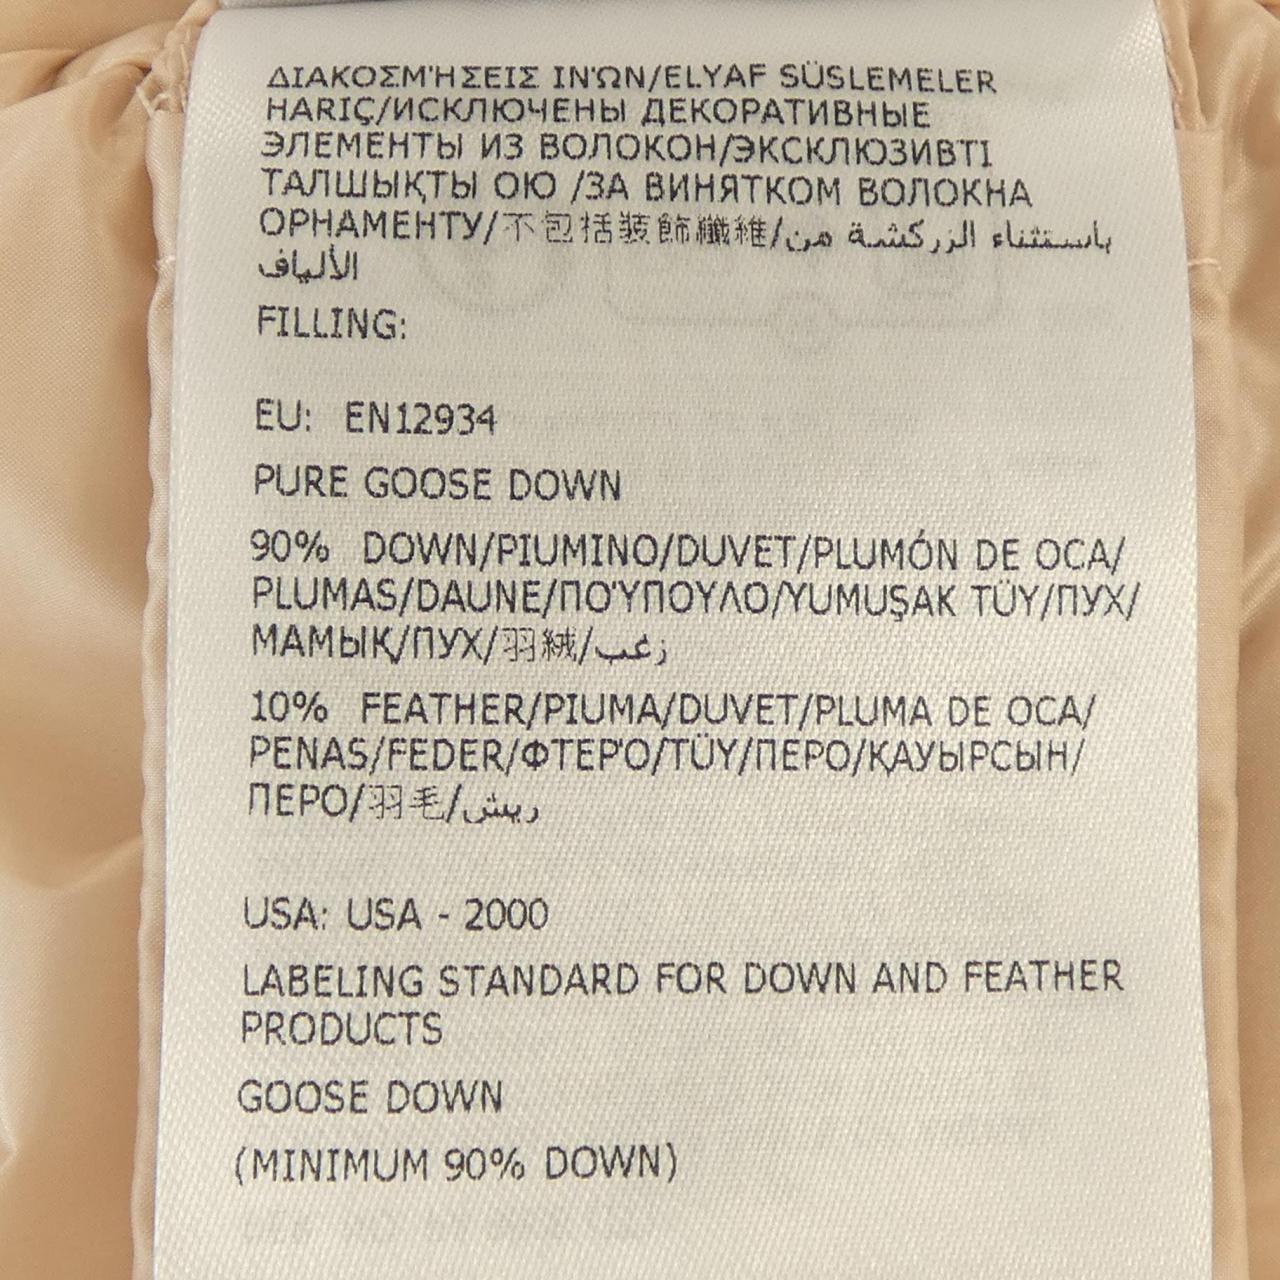 ΔΙΑΚΟΣΜΉΣΕΙΣ ΙΝΏΝ/ELYAF SÜSLEMELER
HARIÇ/ИСКЛЮЧЕНЫ ДЕКОРАТИВНЫЕ
ЭЛЕМЕНТЫ ИЗ ВОЛОКОН/ЭКСКЛЮЗИВТІ
ТАЛШЫҚТЫ ОЮ /ЗА ВИНЯТКОМ ВОЛОКНА
ОРНАМЕНТУ/不包括裝飾纖維/باستثناء الزركشة من
الألياف
FILLING:
EU: EN12934
PURE GOOSE DOWN
90% DOWN/PIUMINO/DUVET/PLUMÓN DE OCA/
PLUMAS/DAUNE/ΠΟΎΠΟΥΛΟ/YUMUŞAK TÜY/ПУХ/
МАМЫҚ/ПУХ/羽絨/زغب
10% FEATHER/PIUMA/DUVET/PLUMA DE OCA/
PENAS/FEDER/ΦΤΕΡΌ/TÜY/ПЕРО/ҚАУЫРСЫН/
ПЕРО/羽毛/ريش
USA: USA - 2000
LABELING STANDARD FOR DOWN AND FEATHER
PRODUCTS
GOOSE DOWN
(MINIMUM 90% DOWN)